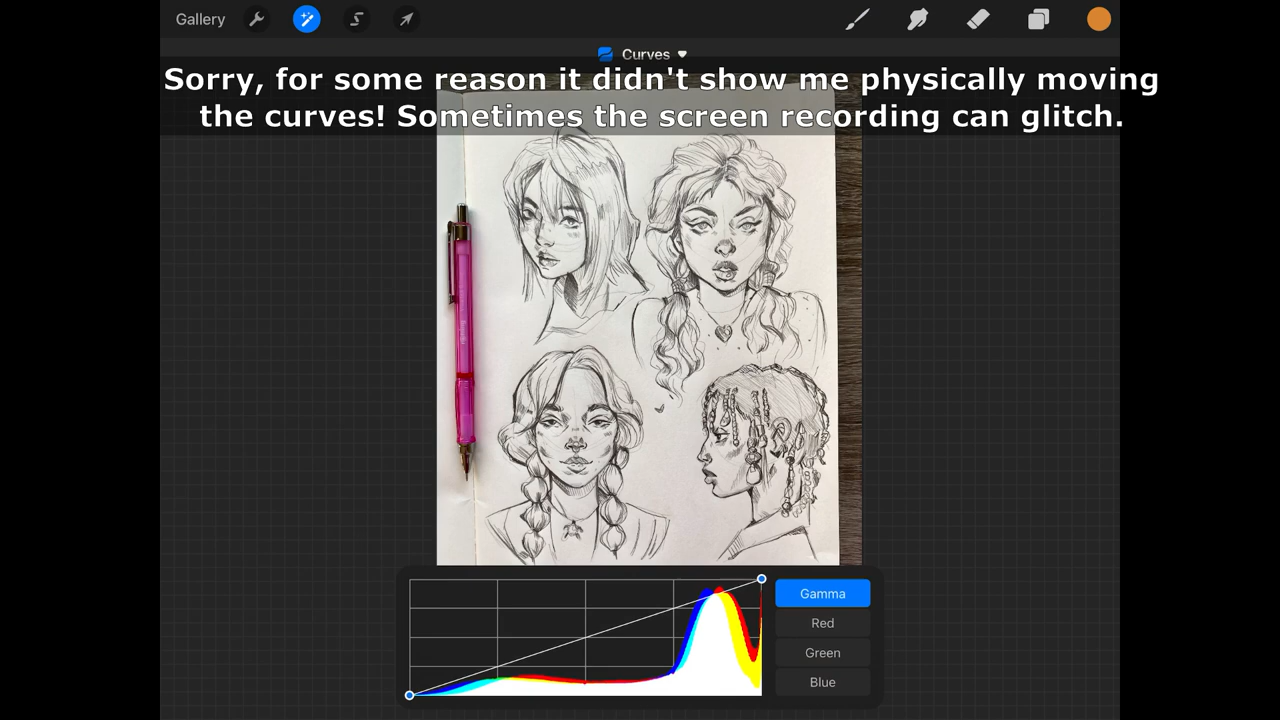 Gallery
Curves
Sorry, for some reason it didn't show me physically moving
the curves! Sometimes the screen recording can glitch.
Gamma
Red
Green
Blue